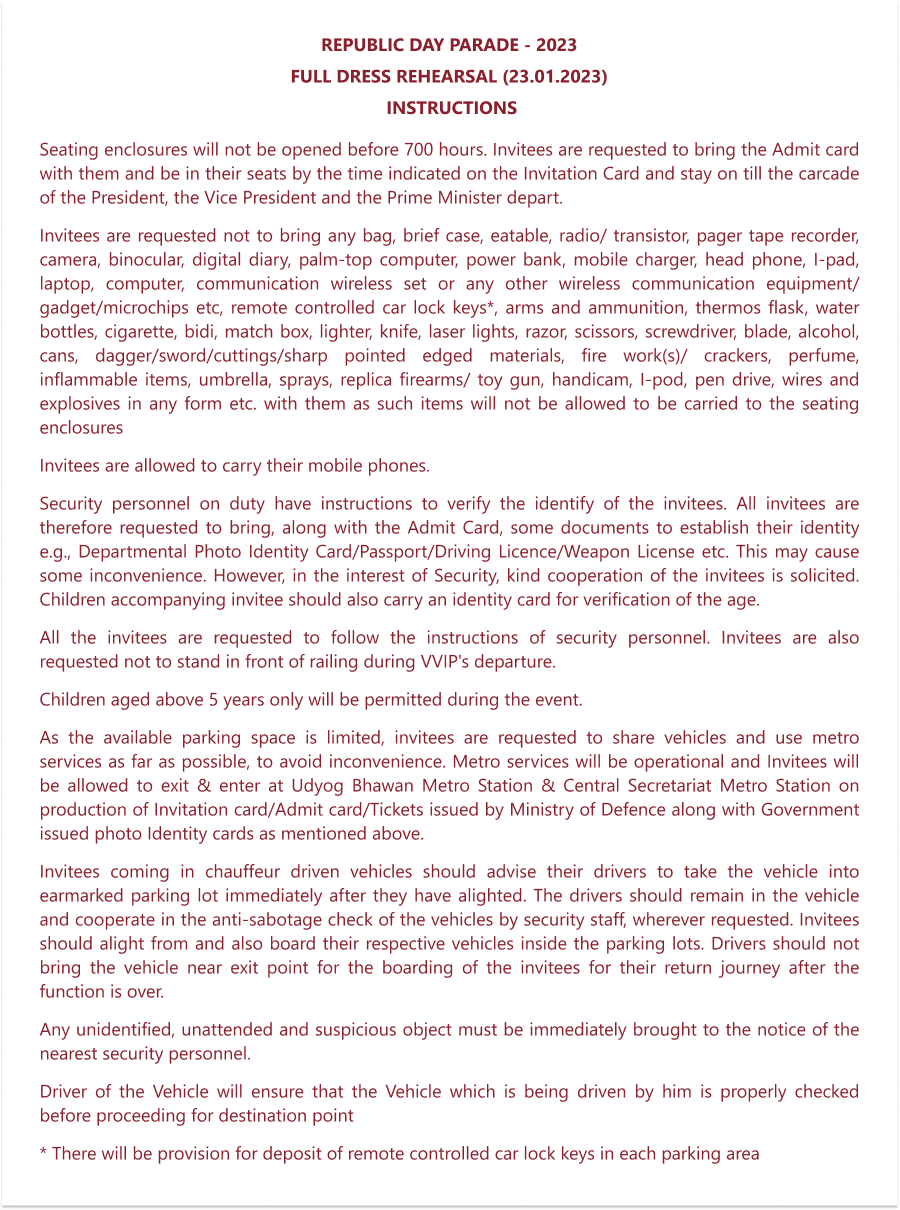 REPUBLIC DAY PARADE - 2023
FULL DRESS REHEARSAL (23.01.2023)
INSTRUCTIONS
Seating enclosures will not be opened before 700 hours. Invitees are requested to bring the Admit card
with them and be in their seats by the time indicated on the Invitation Card and stay on till the carcade
of the President, the Vice President and the Prime Minister depart.
Invitees are requested not to bring any bag, brief case, eatable, radio/ transistor, pager tape recorder,
camera, binocular, digital diary, palm-top computer, power bank, mobile charger, head phone, I-pad,
laptop, computer, communication wireless set or any other wireless communication equipment/
gadget/microchips etc, remote controlled car lock keys*, arms and ammunition, thermos flask, water
bottles, cigarette, bidi, match box, lighter, knife, laser lights, razor, scissors, screwdriver, blade, alcohol,
cans, dagger/sword/cuttings/sharp pointed edged materials, fire work(s)/ crackers, perfume,
inflammable items, umbrella, sprays, replica firearms/ toy gun, handicam, I-pod, pen drive, wires and
explosives in any form etc. with them as such items will not be allowed to be carried to the seating
enclosures
Invitees are allowed to carry their mobile phones.
Security personnel on duty have instructions to verify the identify of the invitees. All invitees are
therefore requested to bring, along with the Admit Card, some documents to establish their identity
e.g., Departmental Photo Identity Card/Passport/Driving Licence/Weapon License etc. This may cause
some inconvenience. However, in the interest of Security, kind cooperation of the invitees is solicited.
Children accompanying invitee should also carry an identity card for verification of the age.
All the invitees are requested to follow the instructions of security personnel. Invitees are also
requested not to stand in front of railing during VVIP's departure.
Children aged above 5 years only will be permitted during the event.
As the available parking space is limited, invitees are requested to share vehicles and use metro
services as far as possible, to avoid inconvenience. Metro services will be operational and Invitees will
be allowed to exit & enter at Udyog Bhawan Metro Station & Central Secretariat Metro Station on
production of Invitation card/Admit card/Tickets issued by Ministry of Defence along with Government
issued photo Identity cards as mentioned above.
Invitees coming in chauffeur driven vehicles should advise their drivers to take the vehicle into
earmarked parking lot immediately after they have alighted. The drivers should remain in the vehicle
and cooperate in the anti-sabotage check of the vehicles by security staff, wherever requested. Invitees
should alight from and also board their respective vehicles inside the parking lots. Drivers should not
bring the vehicle near exit point for the boarding of the invitees for their return journey after the
function is over.
Any unidentified, unattended and suspicious object must be immediately brought to the notice of the
nearest security personnel.
Driver of the Vehicle will ensure that the Vehicle which is being driven by him is properly checked
before proceeding for destination point
* There will be provision for deposit of remote controlled car lock keys in each parking area